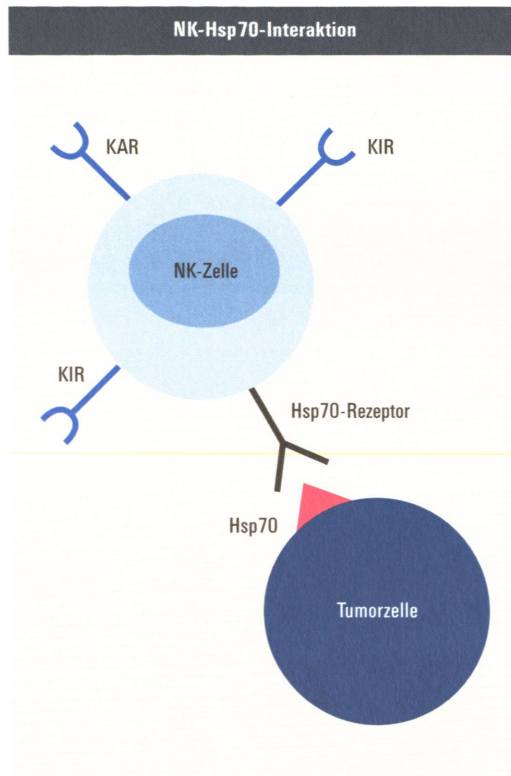 NK-Hsp70-Interaktion
KAR
KIR
NK-Zelle
KIR
Hsp70-Rezeptor
Hsp70
Tumorzelle